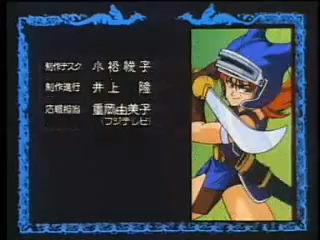 制作デスク 小裕綾子
制作進行 井上 隆
広報担当 重岡由美子
(フジテレビ)